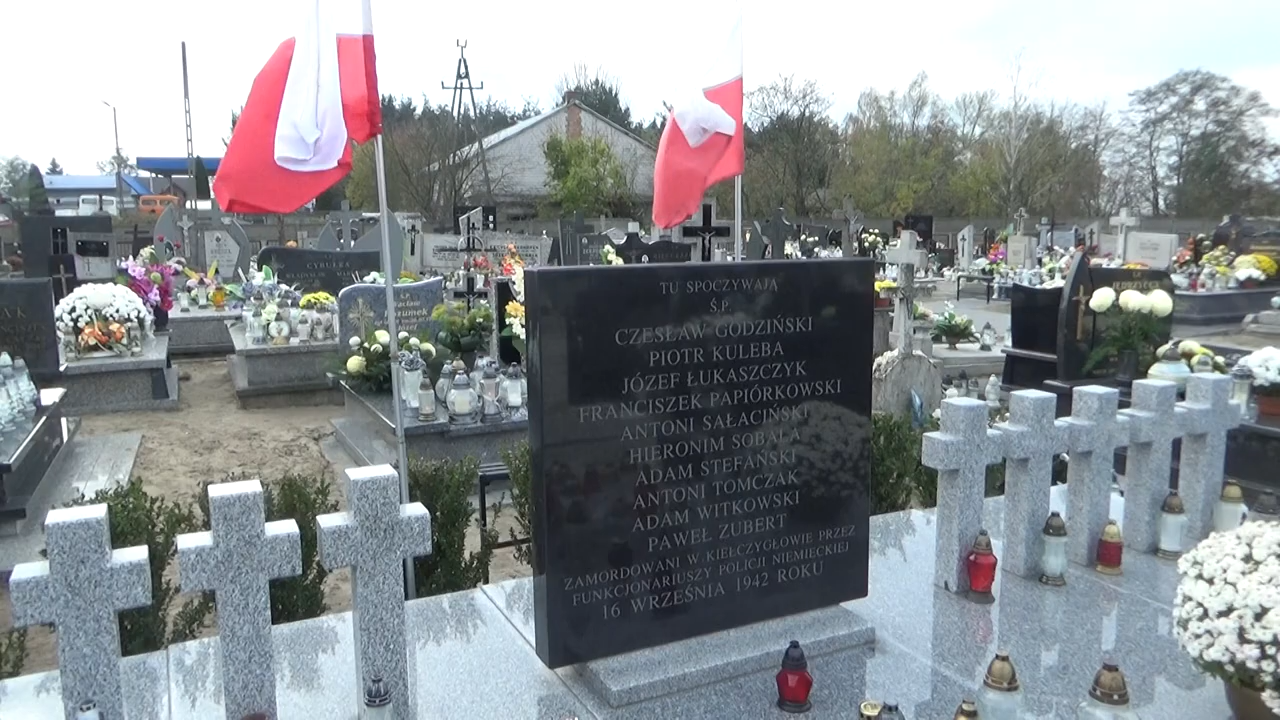 TU SPOCZYWAJĄ
Ś.P.
CZESŁAW GODZIŃSKI
PIOTR KULEBA
JÓZEF ŁUKASZCZYK
FRANCISZEK PAPIÓRKOWSKI
ANTONI SAŁACIŃSKI
HIERONIM SOBALA
ADAM STEFAŃSKI
ANTONI TOMCZAK
ADAM WITKOWSKI
PAWEŁ ZUBERT
ZAMORDOWANI W KIEŁCZYGŁOWIE PRZEZ
FUNKCJONARIUSZY POLICJI NIEMIECKIEJ
16 WRZEŚNIA 1942 ROKU
CYBULKA